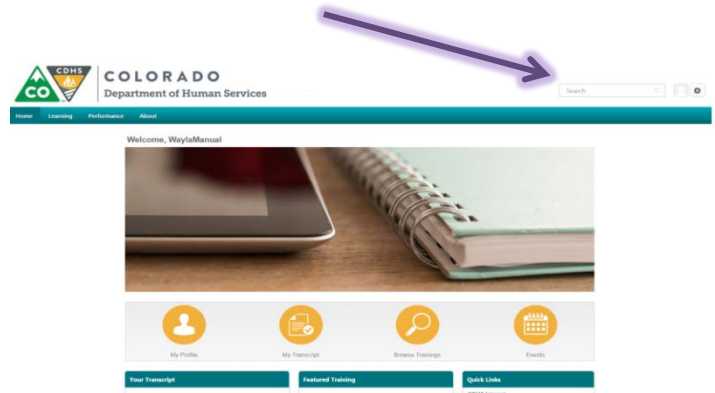 CDHS
CO
COLORADO
Department of Human Services
Search
Home Learning Performance About
Welcome, WaylaManual
My Profile
My Transcript
Browse Trainings
Events
Your Transcript
Featured Training
Quick Links